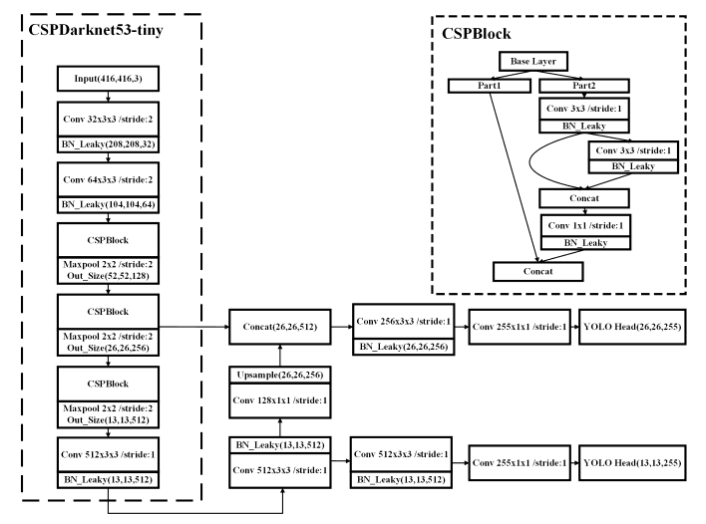 CSPDarknet53-tiny
Input(416,416,3)
Conv 32x3x3 /stride:2
BN_Leaky(208,208,32)
Conv 64x3x3 /stride:2
BN_Leaky(104,104,64)
CSPBlock
Maxpool 2x2 /stride:2
Out_Size(52,52,128)
CSPBlock
Maxpool 2x2 /stride:2
Out_Size(26,26,256)
CSPBlock
Maxpool 2x2 /stride:2
Out_Size(13,13,512)
Conv 512x3x3 /stride:1
BN_Leaky(13,13,512)
CSPBlock
Base Layer
Part1
Part2
Conv 3x3 /stride:1
BN_Leaky
Conv 3x3 /stride:1
BN_Leaky
Concat
Conv 1x1 /stride:1
BN_Leaky
Concat
Concat(26,26,512)
Conv 256x3x3 /stride:1
BN_Leaky(26,26,256)
Conv 255x1x1 /stride:1
YOLO Head(26,26,255)
Upsample(26,26,256)
Conv 128x1x1 /stride:1
BN_Leaky(13,13,512)
Conv 512x3x3 /stride:1
Conv 512x3x3 /stride:1
BN_Leaky(13,13,512)
Conv 255x1x1 /stride:1
YOLO Head(13,13,255)